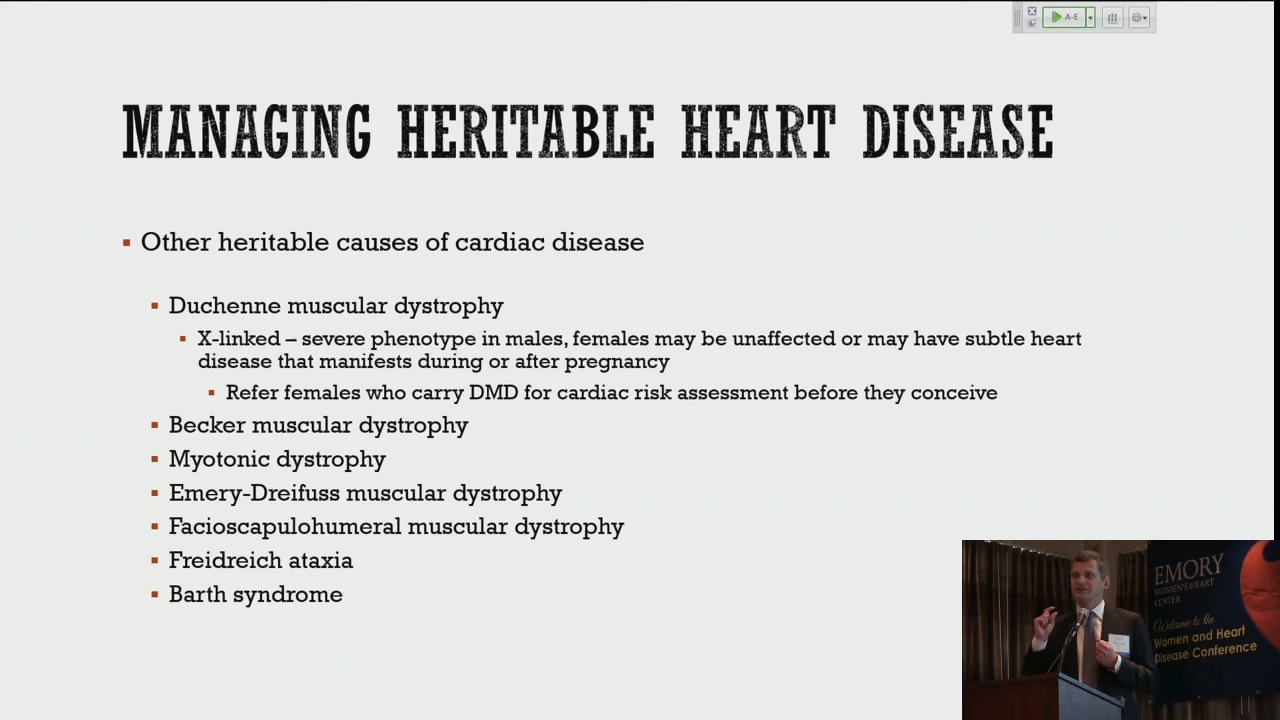 A-E
MANAGING HERITABLE HEART DISEASE
Other heritable causes of cardiac disease
Duchenne muscular dystrophy
X-linked – severe phenotype in males, females may be unaffected or may have subtle heart
disease that manifests during or after pregnancy
Refer females who carry DMD for cardiac risk assessment before they conceive
Becker muscular dystrophy
Myotonic dystrophy
Emery-Dreifuss muscular dystrophy
Facioscapulohumeral muscular dystrophy
Freidreich ataxia
Barth syndrome
EMORY
WOMEN'S HEART
CENTER
Welcome to the
Women and Heart
Disease Conference